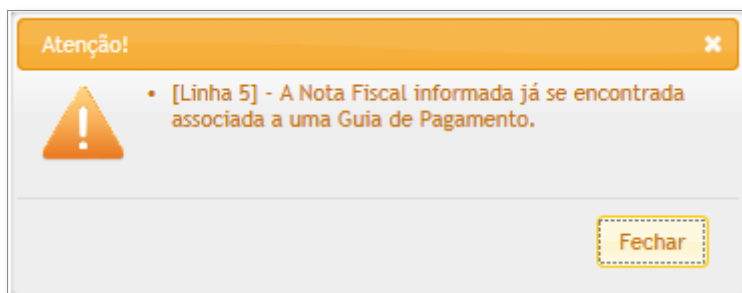 Atenção!
• [Linha 5] - A Nota Fiscal informada já se encontrada
associada a uma Guia de Pagamento.
Fechar